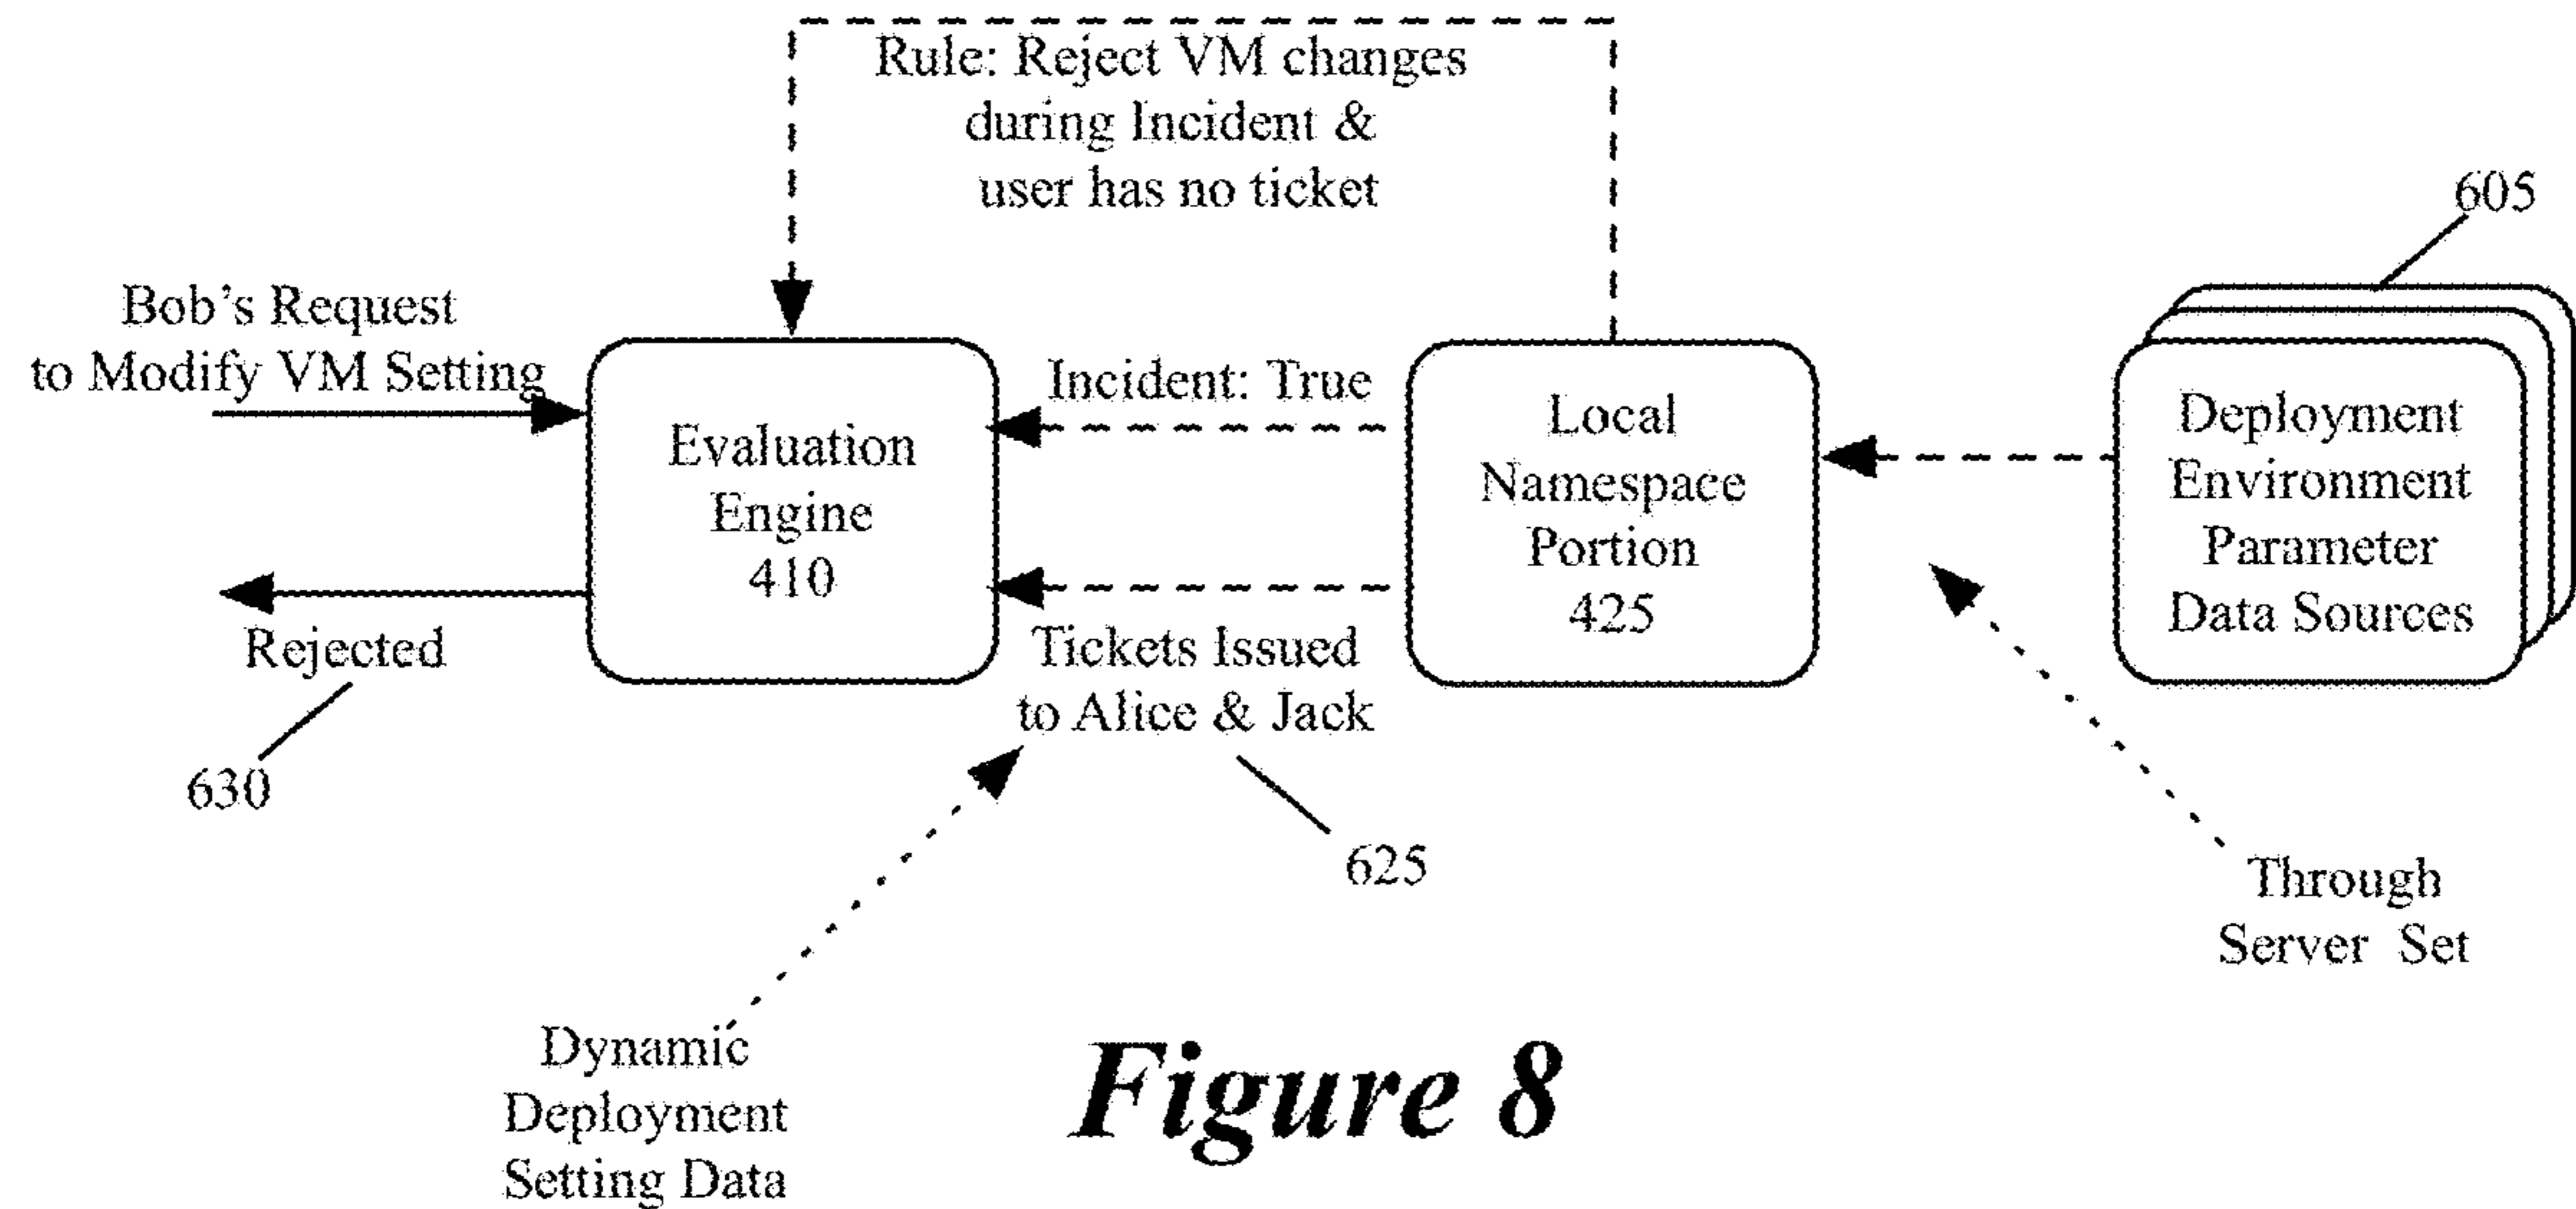 Rule: Reject VM changes
during Incident &
user has no ticket
605
Bob's Request
to Modify VM Setting
Incident: True
Evaluation
Engine
410
Local
Namespace
Portion
425
Deployment
Environment
Parameter
Data Sources
Rejected
630
Tickets Issued
to Alice & Jack
625
Through
Server Set
Dynamic
Deployment
Setting Data
Figure 8